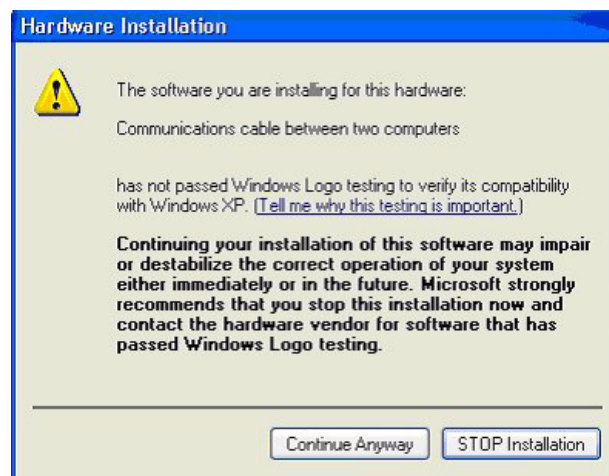 Hardware Installation
The software you are installing for this hardware:
Communications cable between two computers
has not passed Windows Logo testing to verify its compatibility
with Windows XP. (Tell me why this testing is important.)
Continuing your installation of this software may impair
or destabilize the correct operation of your system
either immediately or in the future. Microsoft strongly
recommends that you stop this installation now and
contact the hardware vendor for software that has
passed Windows Logo testing.
Continue Anyway
STOP Installation